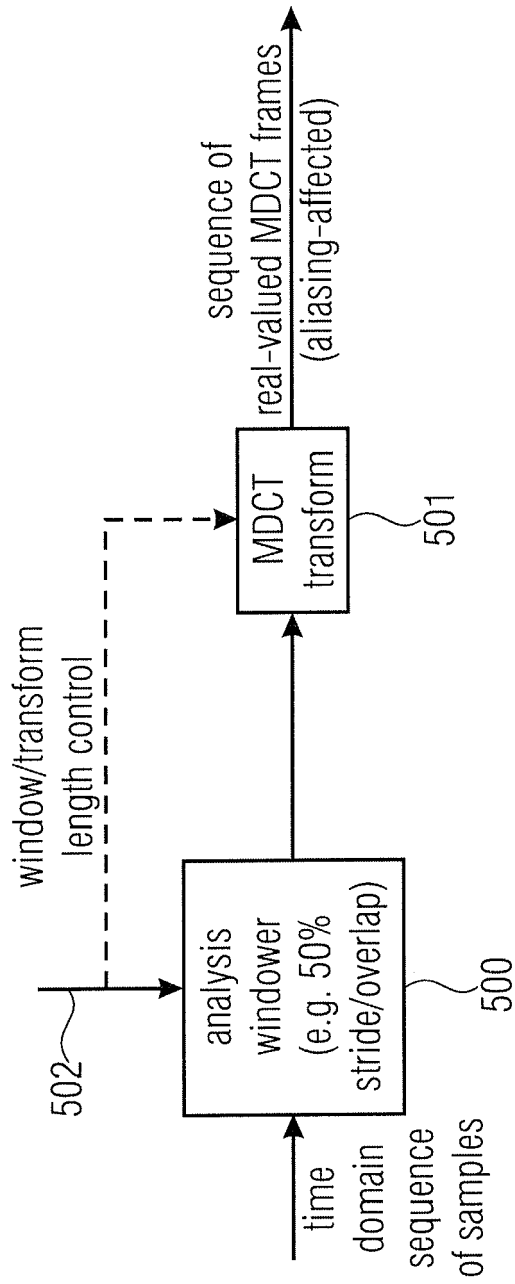 502
window/transform
length control
time
domain
sequence
of samples
analysis
windower
(e.g. 50%
stride/overlap)
500
MDCT
transform
501
sequence of
real-valued MDCT frames
(aliasing-affected)